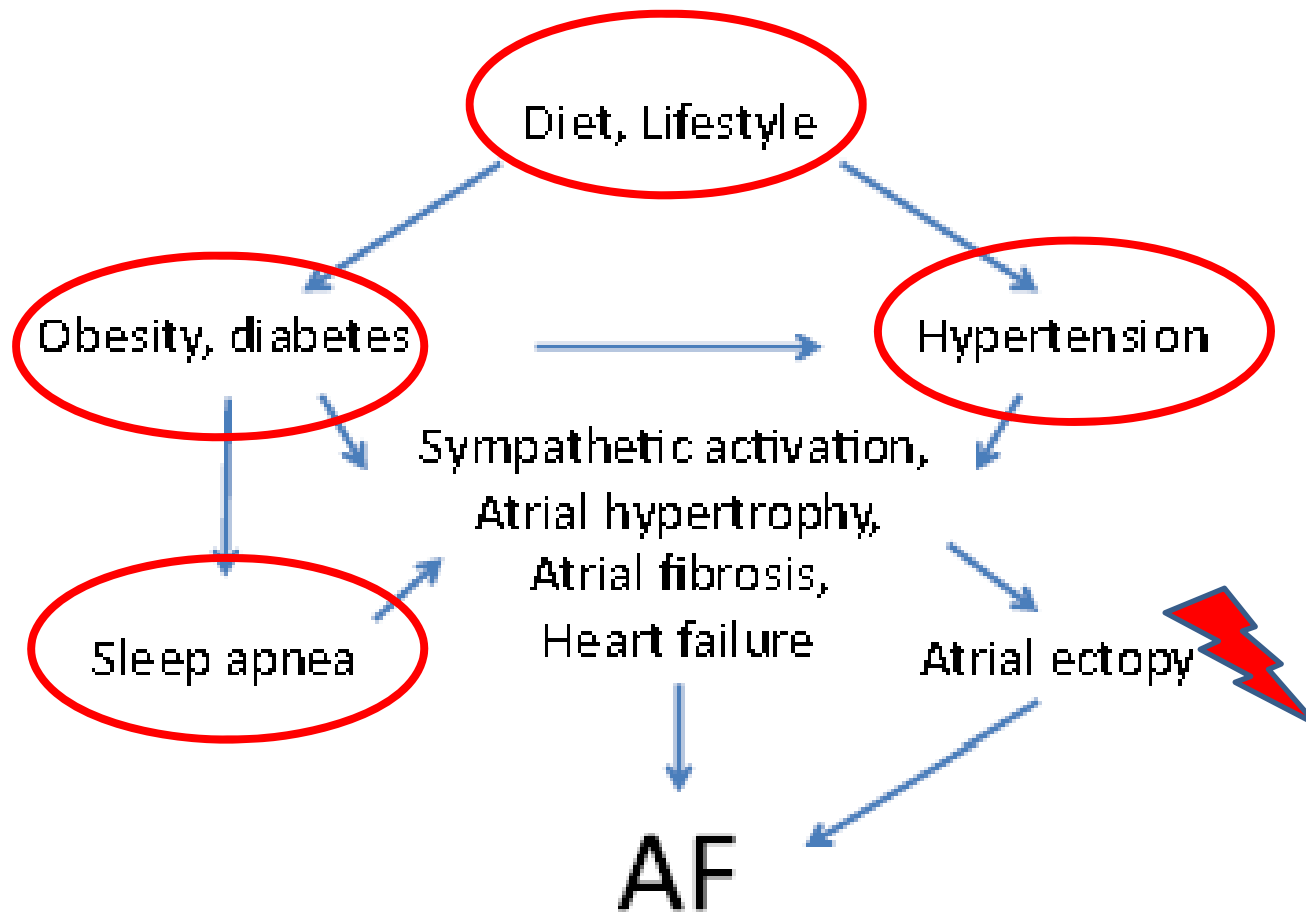 Diet, Lifestyle
Obesity, diabetes
Hypertension
Sympathetic activation,
Atrial hypertrophy,
Atrial fibrosis,
Heart failure
Sleep apnea
Atrial ectopy
AF